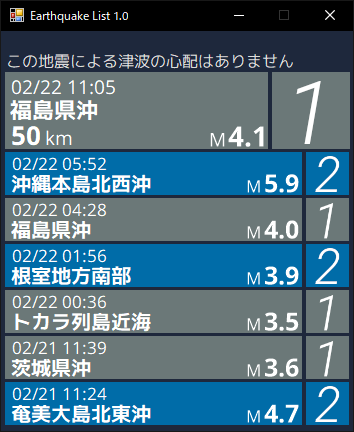 Earthquake List 1.0
この地震による津波の心配はありません
02/22 11:05
福島県沖
50 km M 4.1 1
02/22 05:52
沖縄本島北西沖 M 5.9 2
02/22 04:28
福島県沖 M 4.0 1
02/22 01:56
根室地方南部 M 3.9 2
02/22 00:36
トカラ列島近海 M 3.5 1
02/21 11:39
茨城県沖 M 3.6 1
02/21 11:24
奄美大島北東沖 M 4.7 2